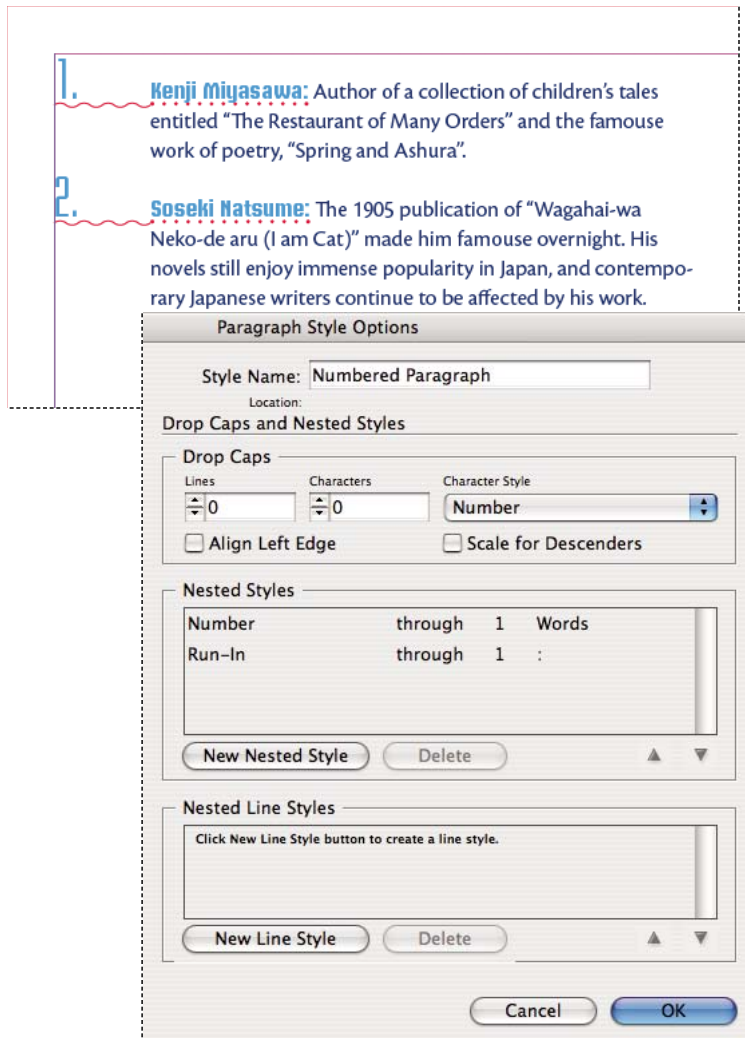 1.
Kenji Miyasawa: Author of a collection of children’s tales
entitled “The Restaurant of Many Orders” and the famouse
work of poetry, “Spring and Ashura”.
2.
Soseki Natsume: The 1905 publication of “Wagahai-wa
Neko-de aru (I am Cat)” made him famouse overnight. His
novels still enjoy immense popularity in Japan, and contempo-
rary Japanese writers continue to be affected by his work.
Paragraph Style Options
Style Name: Numbered Paragraph
Location:
Drop Caps and Nested Styles
Drop Caps
Lines Characters Character Style
0 0 Number
Align Left Edge Scale for Descenders
Nested Styles
Number through 1 Words
Run-In through 1 :
New Nested Style Delete
Nested Line Styles
Click New Line Style button to create a line style.
New Line Style Delete
Cancel OK